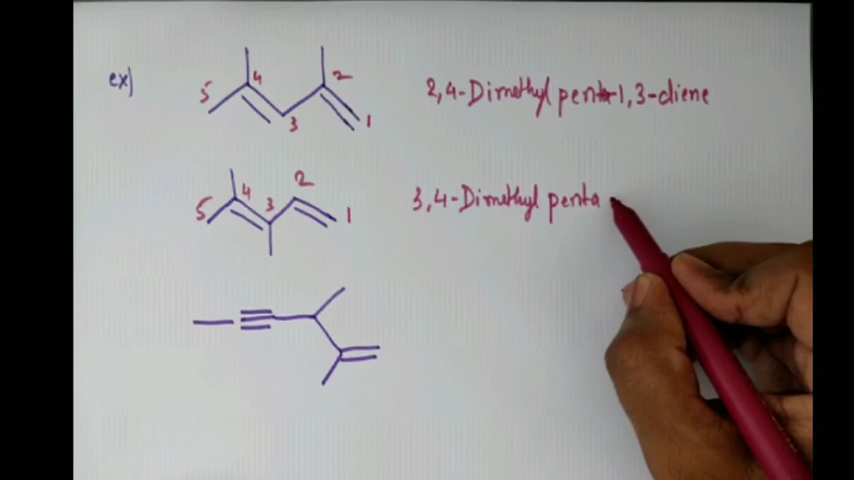 ex)
5 4 3 2 1 2,4-Dimethyl penta-1,3-diene
5 4 3 2 1 3,4-Dimethyl penta